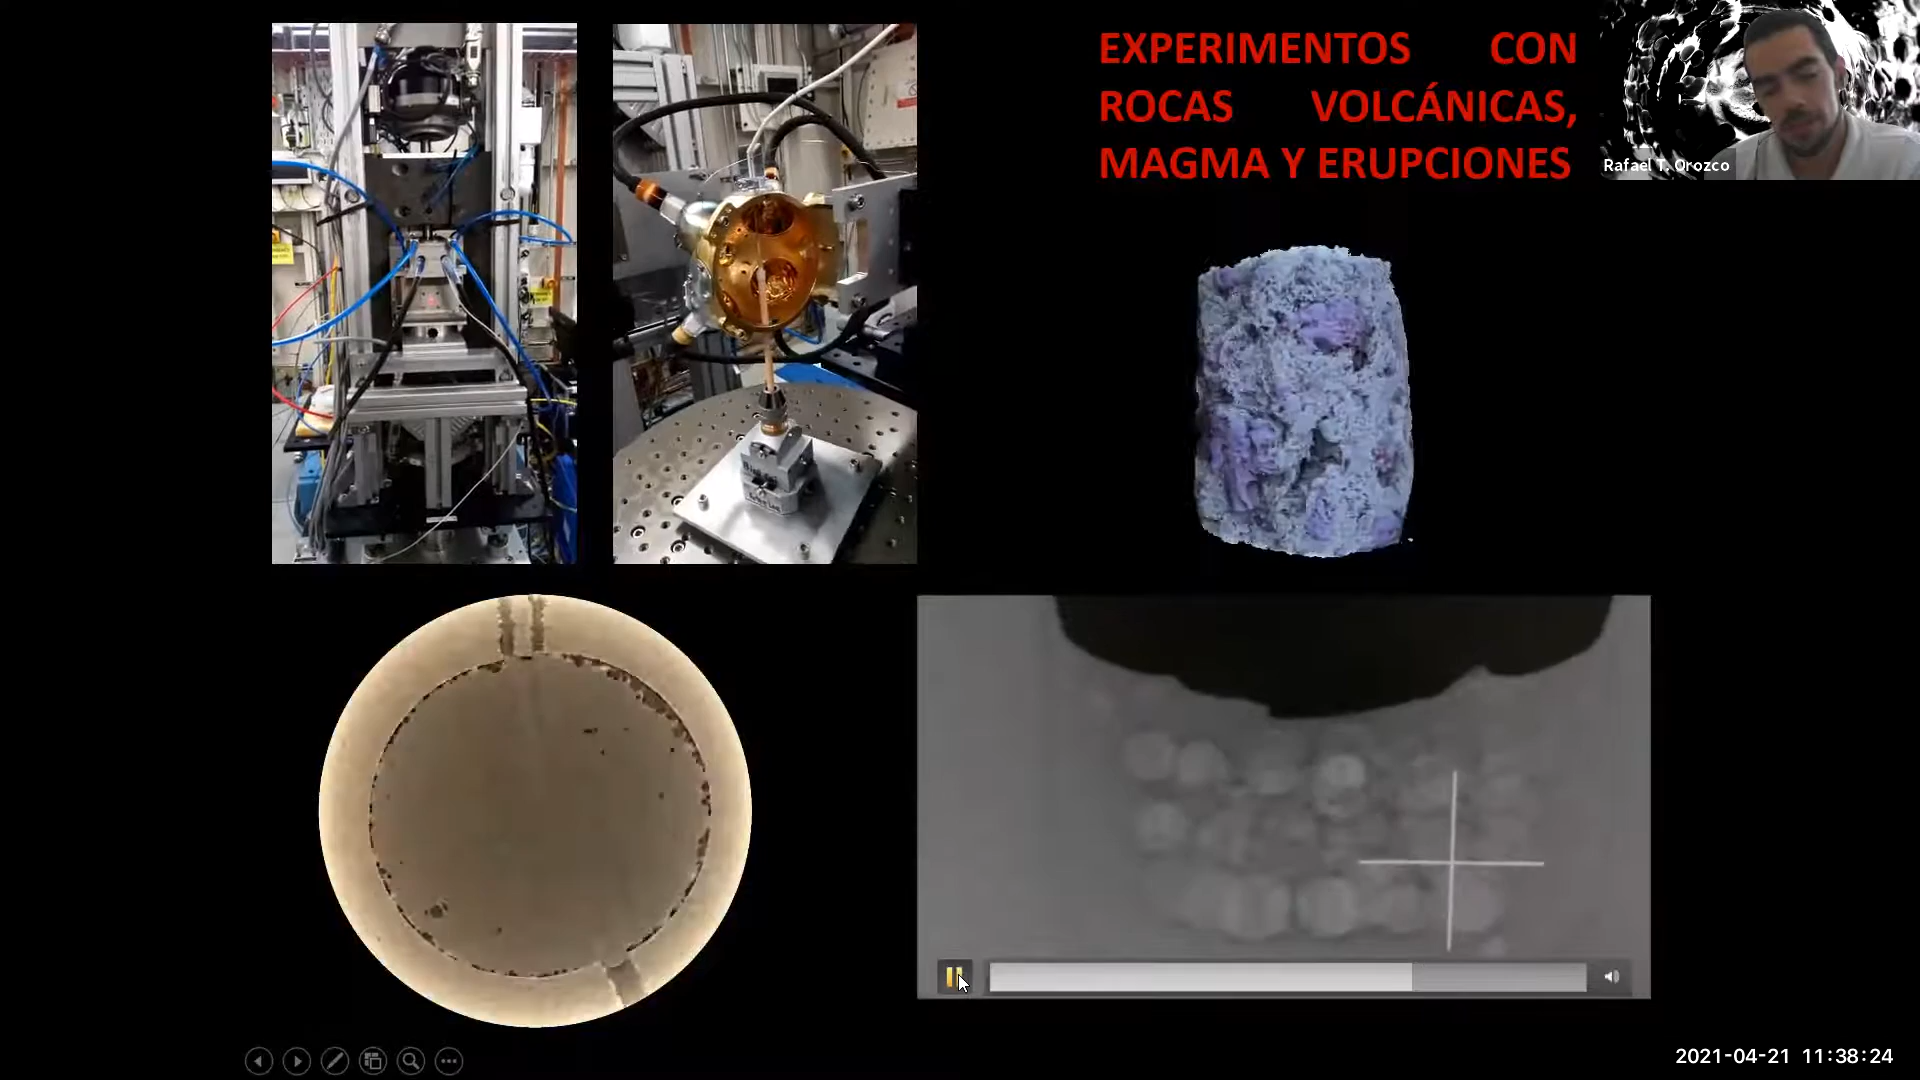 EXPERIMENTOS CON
ROCAS VOLCÁNICAS,
MAGMA Y ERUPCIONES
Rafael T. Orozco
2021-04-21 11:38:24